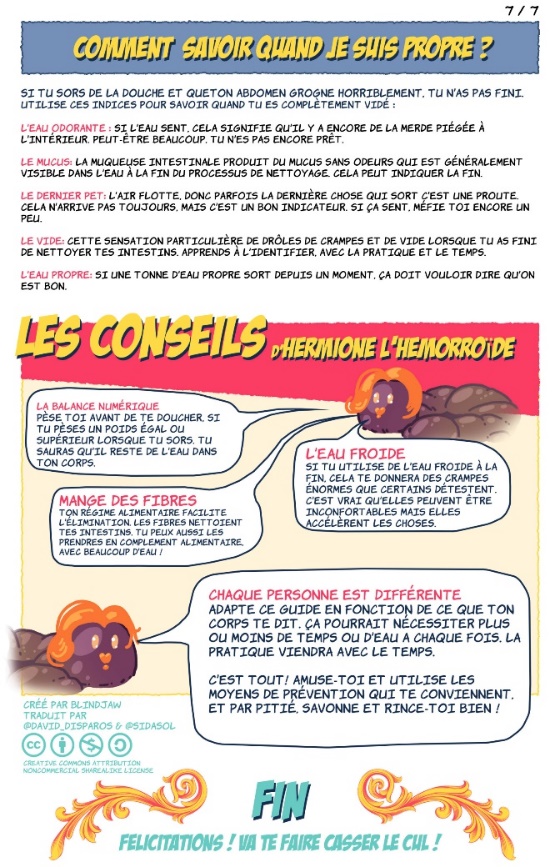 7 / 7
COMMENT SAVOIR QUAND JE SUIS PROPRE ?
SI TU SORS DE LA DOUCHE ET QUETON ABDOMEN GROGNE HORRIBLEMENT, TU N'AS PAS FINI.
UTILISE CES INDICES POUR SAVOIR QUAND TU ES COMPLÈTEMENT VIDÉ :
L'EAU ODORANTE : SI L'EAU SENT, CELA SIGNIFIE QU'IL Y A ENCORE DE LA MERDE PIÉGÉE À
L'INTÉRIEUR. PEUT-ÊTRE BEAUCOUP. TU N'ES PAS ENCORE PRÊT.
LE MUCUS: LA MUQUEUSE INTESTINALE PRODUIT DU MUCUS SANS ODEURS QUI EST GÉNÉRALEMENT
VISIBLE DANS L'EAU À LA FIN DU PROCESSUS DE NETTOYAGE. CELA PEUT INDIQUER LA FIN.
LE DERNIER PET: L'AIR FLOTTE, DONC PARFOIS LA DERNIÈRE CHOSE QUI SORT C'EST UNE PROUTE.
CELA N'ARRIVE PAS TOUJOURS, MAIS C'EST UN BON INDICATEUR. SI ÇA SENT, MÉFIE TOI ENCORE UN
PEU.
LE VIDE: CETTE SENSATION PARTICULIÈRE DE DRÔLES DE CRAMPES ET DE VIDE LORSQUE TU AS FINI
DE NETTOYER TES INTESTINS. APPRENDS À L'IDENTIFIER, AVEC LA PRATIQUE ET LE TEMPS.
L'EAU PROPRE: SI UNE TONNE D'EAU PROPRE SORT DEPUIS UN MOMENT, ÇA DOIT VOULOIR DIRE QU'ON
EST BON.
LES CONSEILS D'HERMIONE L'HEMORROÏDE
LA BALANCE NUMÉRIQUE
PÈSE TOI AVANT DE TE DOUCHER, SI
TU PÈSES UN POIDS ÉGAL OU
SUPÉRIEUR LORSQUE TU SORS, TU
SAURAS QU'IL RESTE DE L'EAU DANS
TON CORPS.
L'EAU FROIDE
SI TU UTILISE DE L'EAU FROIDE À LA
FIN, CELA TE DONNERA DES CRAMPES
ÉNORMES QUE CERTAINS DÉTESTENT.
C'EST VRAI QU'ELLES PEUVENT ÊTRE
INCONFORTABLES MAIS ELLES
ACCÉLÈRENT LES CHOSES.
MANGE DES FIBRES
TON RÉGIME ALIMENTAIRE FACILITE
L'ÉLIMINATION. LES FIBRES NETTOIENT
TES INTESTINS. TU PEUX AUSSI LES
PRENDRES EN COMPLEMENT ALIMENTAIRE,
AVEC BEAUCOUP D'EAU !
CHAQUE PERSONNE EST DIFFÉRENTE
ADAPTE CE GUIDE EN FONCTION DE CE QUE TON
CORPS TE DIT. ÇA POURRAIT NÉCESSITER PLUS
OU MOINS DE TEMPS OU D'EAU A CHAQUE FOIS. LA
PRATIQUE VIENDRA AVEC LE TEMPS.
C'EST TOUT! AMUSE-TOI ET UTILISE LES
MOYENS DE PRÉVENTION QUI TE CONVIENNENT,
ET PAR PITIÉ, SAVONNE ET RINCE-TOI BIEN !
CRÉÉ PAR BLINDJAW
TRADUIT PAR
@DAVID_DISPAROS & @SIDASOL
CREATIVE COMMONS ATTRIBUTION
NONCOMMERCIAL SHAREALIKE LICENSE
FIN
FELICITATIONS ! VA TE FAIRE CASSER LE CUL !